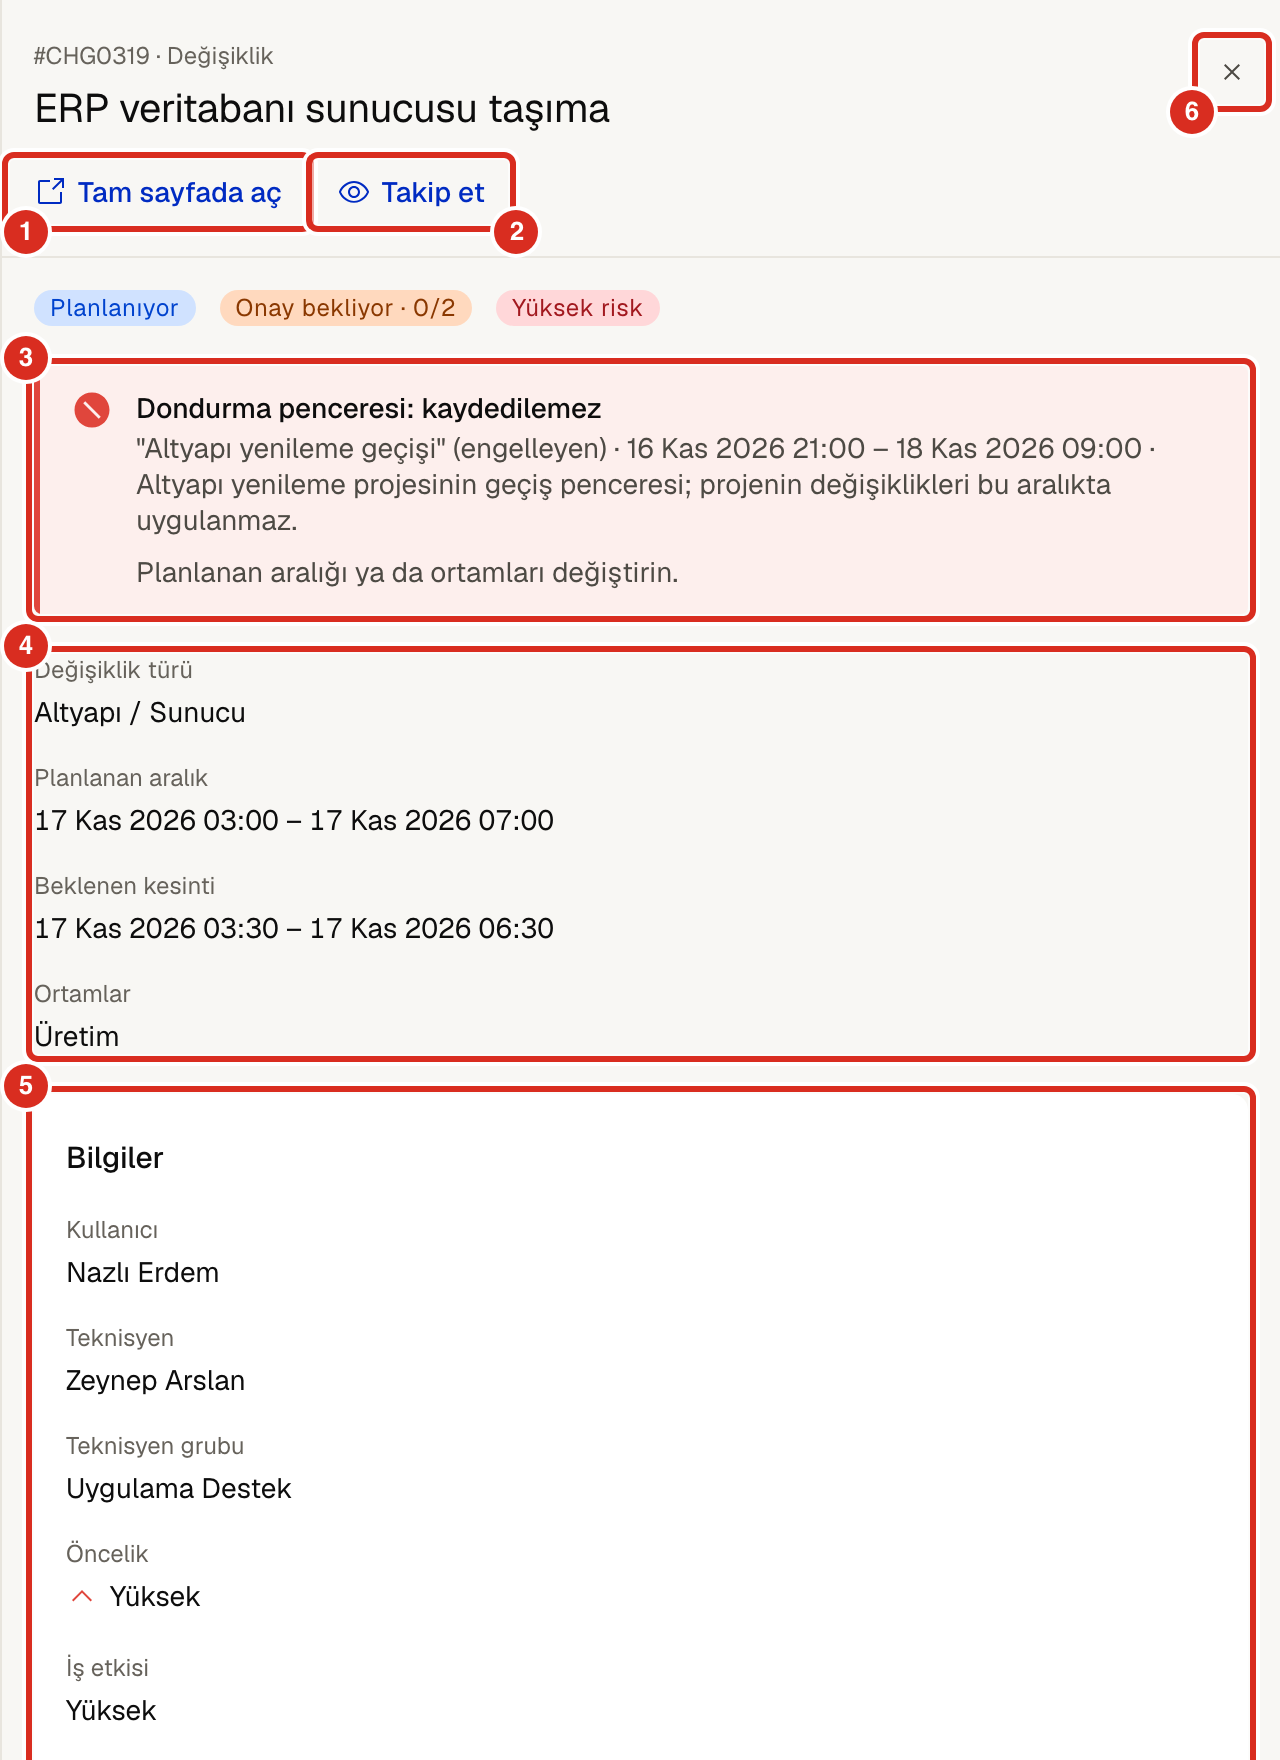 #CHG0319 · Değişiklik
ERP veritabanı sunucusu taşıma
6
Tam sayfada aç
Takip et
1
2
Planlanıyor
Onay bekliyor · 0/2
Yüksek risk
3
Dondurma penceresi: kaydedilemez
"Altyapı yenileme geçişi" (engelleyen) · 16 Kas 2026 21:00 – 18 Kas 2026 09:00 ·
Altyapı yenileme projesinin geçiş penceresi; projenin değişiklikleri bu aralıkta
uygulanmaz.
Planlanan aralığı ya da ortamları değiştirin.
4
Değişiklik türü
Altyapı / Sunucu
Planlanan aralık
17 Kas 2026 03:00 – 17 Kas 2026 07:00
Beklenen kesinti
17 Kas 2026 03:30 – 17 Kas 2026 06:30
Ortamlar
Üretim
5
Bilgiler
Kullanıcı
Nazlı Erdem
Teknisyen
Zeynep Arslan
Teknisyen grubu
Uygulama Destek
Öncelik
Yüksek
İş etkisi
Yüksek